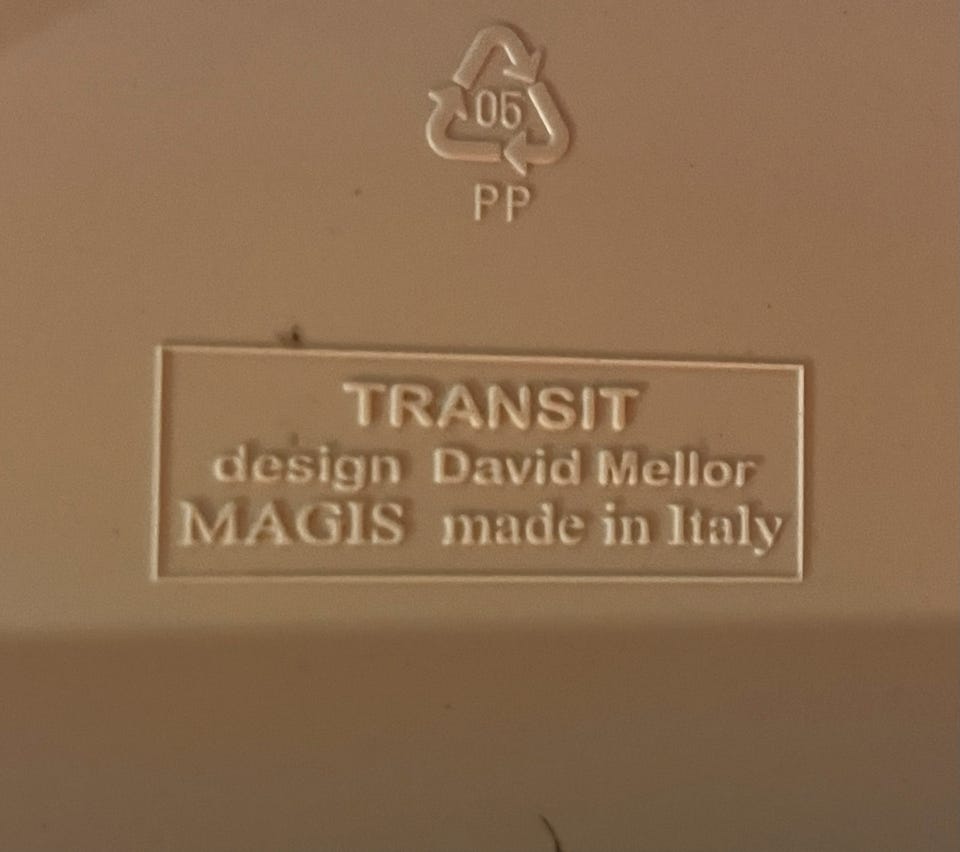 05
PP
TRANSIT
design David Mellor
MAGIS made in Italy